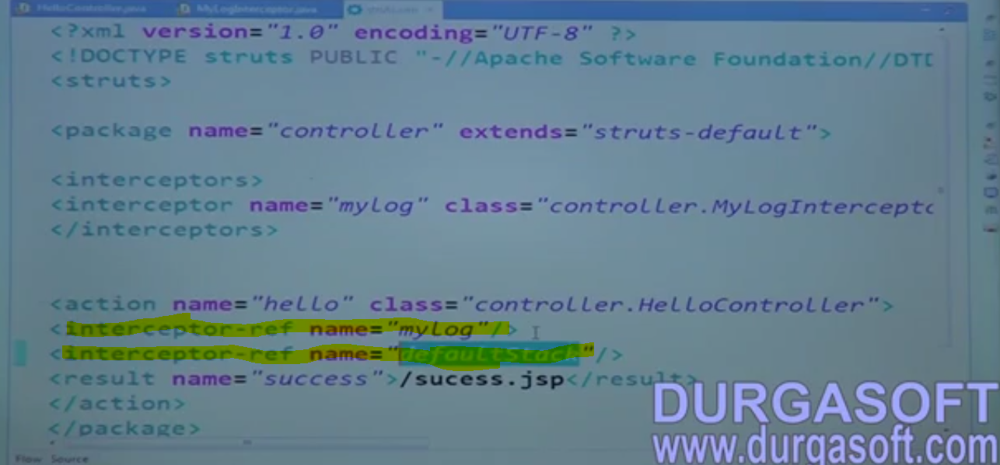 HelloController.java MyLogInterceptor.java struts.xml
<?xml version="1.0" encoding="UTF-8" ?>
<!DOCTYPE struts PUBLIC "-//Apache Software Foundation//DTD
<struts>
<package name="controller" extends="struts-default">
<interceptors>
<interceptor name="mylog" class="controller.MyLogIntercepto
</interceptors>
<action name="hello" class="controller.HelloController">
<interceptor-ref name="mylog"/>
<interceptor-ref name="defaultStack"/>
<result name="success">/sucess.jsp</result>
</action>
</package>
Flow Source
DURGASOFT
www.durgasoft.com